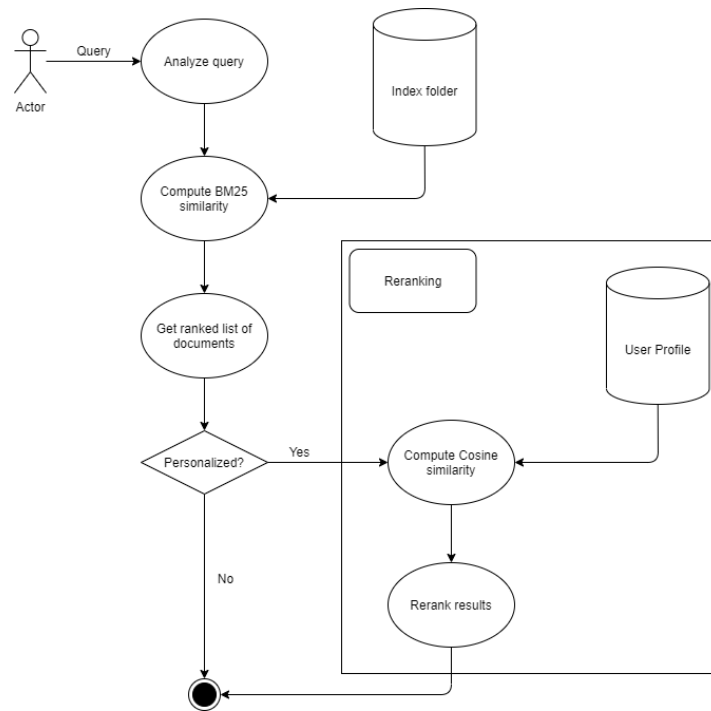 Query
Actor
Analyze query
Index folder
Compute BM25
similarity
Reranking
Get ranked list of
documents
User Profile
Personalized?
Yes
Compute Cosine
similarity
No
Rerank results